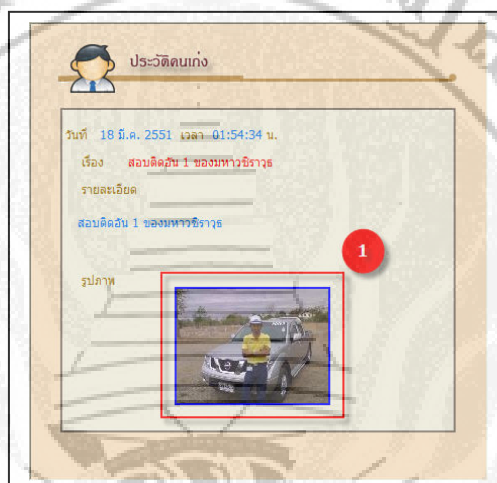 ประวัติคนเก่ง
วันที่ 18 มี.ค. 2551 เวลา 01:54:34 น.
เรื่อง สอบติดอัน 1 ของมหาวชิราวุธ
รายละเอียด
สอบติดอัน 1 ของมหาวชิราวุธ
1
รูปภาพ